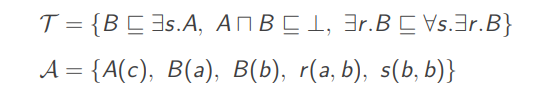 𝒯 = {B ⊑ ∃s.A, A ⊓ B ⊑ ⊥, ∃r.B ⊑ ∀s.∃r.B}
𝒜 = {A(c), B(a), B(b), r(a, b), s(b, b)}